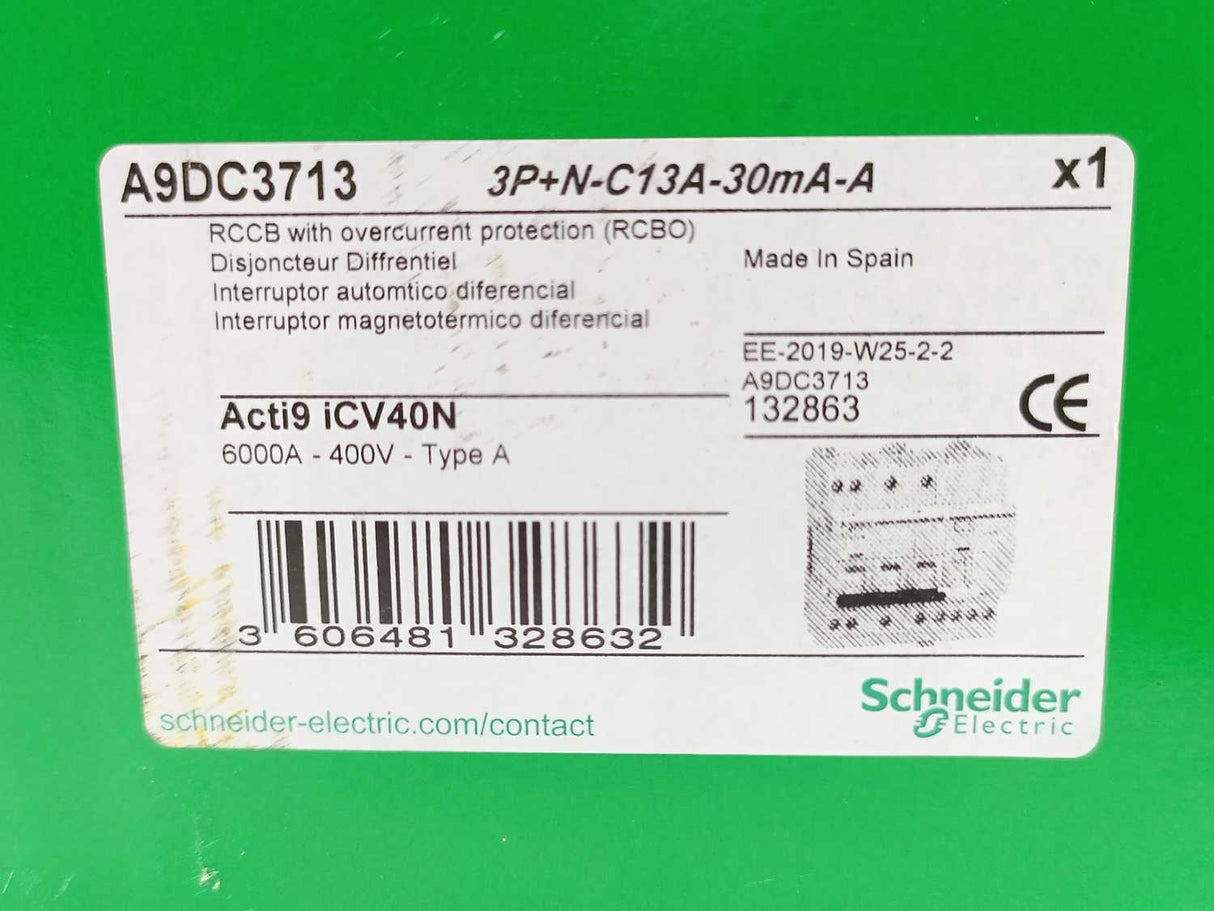 A9DC3713 3P+N-C13A-30mA-A x1
RCCB with overcurrent protection (RCBO)
Disjoncteur Diffrentiel
Interruptor automtico diferencial
Interruptor magnetotérmico diferencial
Made In Spain
EE-2019-W25-2-2
A9DC3713
132863
CE
Acti9 iCV40N
6000A - 400V - Type A
3 606481 328632
schneider-electric.com/contact
Schneider
Electric